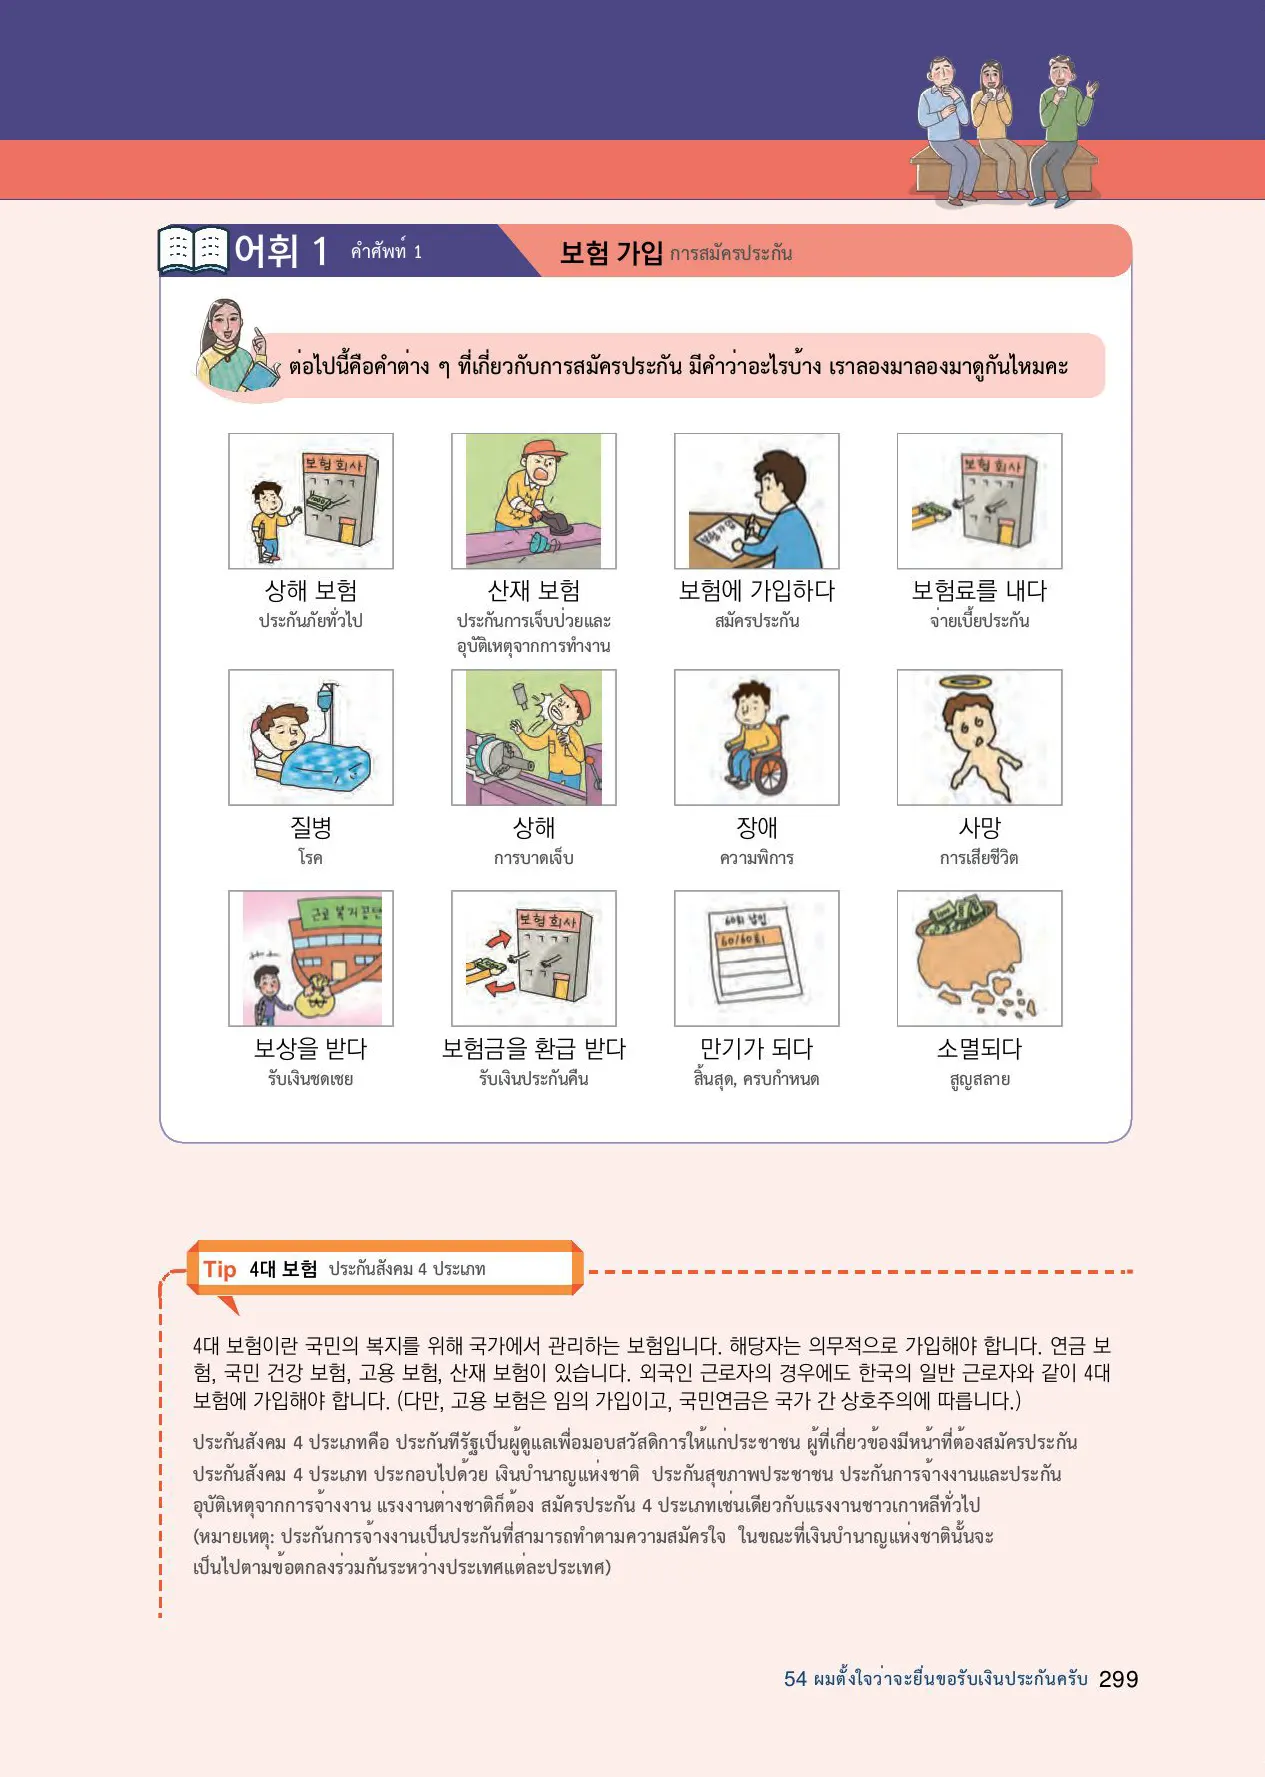 어휘 1 คำศัพท์ 1 보험 가입 การสมัครประกัน
ต่อไปนี้คือคำต่าง ๆ ที่เกี่ยวกับการสมัครประกัน มีคำว่าอะไรบ้าง เราลองมาลองมาดูกันไหมคะ
보험회사
보험가입
보험회사
상해 보험 산재 보험 보험에 가입하다 보험료를 내다
ประกันภัยทั่วไป ประกันการเจ็บป่วยและ สมัครประกัน จ่ายเบี้ยประกัน
อุบัติเหตุจากการทำงาน
질병 상해 장애 사망
โรค การบาดเจ็บ ความพิการ การเสียชีวิต
근로복지공단
보험회사
60회 납입
60/60회
보상을 받다 보험금을 환급 받다 만기가 되다 소멸되다
รับเงินชดเชย รับเงินประกันคืน สิ้นสุด, ครบกำหนด สูญสลาย
Tip 4대 보험 ประกันสังคม 4 ประเภท
4대 보험이란 국민의 복지를 위해 국가에서 관리하는 보험입니다. 해당자는 의무적으로 가입해야 합니다. 연금 보
험, 국민 건강 보험, 고용 보험, 산재 보험이 있습니다. 외국인 근로자의 경우에도 한국의 일반 근로자와 같이 4대
보험에 가입해야 합니다. (다만, 고용 보험은 임의 가입이고, 국민연금은 국가 간 상호주의에 따릅니다.)
ประกันสังคม 4 ประเภทคือ ประกันทีรัฐเป็นผู้ดูแลเพื่อมอบสวัสดิการให้แก่ประชาชน ผู้ที่เกี่ยวข้องมีหน้าที่ต้องสมัครประกัน
ประกันสังคม 4 ประเภท ประกอบไปด้วย เงินบำนาญแห่งชาติ ประกันสุขภาพประชาชน ประกันการจ้างงานและประกัน
อุบัติเหตุจากการจ้างงาน แรงงานต่างชาติก็ต้อง สมัครประกัน 4 ประเภทเช่นเดียวกับแรงงานชาวเกาหลีทั่วไป
(หมายเหตุ: ประกันการจ้างงานเป็นประกันที่สามารถทำตามความสมัครใจ ในขณะที่เงินบำนาญแห่งชาตินั้นจะ
เป็นไปตามข้อตกลงร่วมกันระหว่างประเทศแต่ละประเทศ)
54 ผมตั้งใจว่าจะยื่นขอรับเงินประกันครับ 299